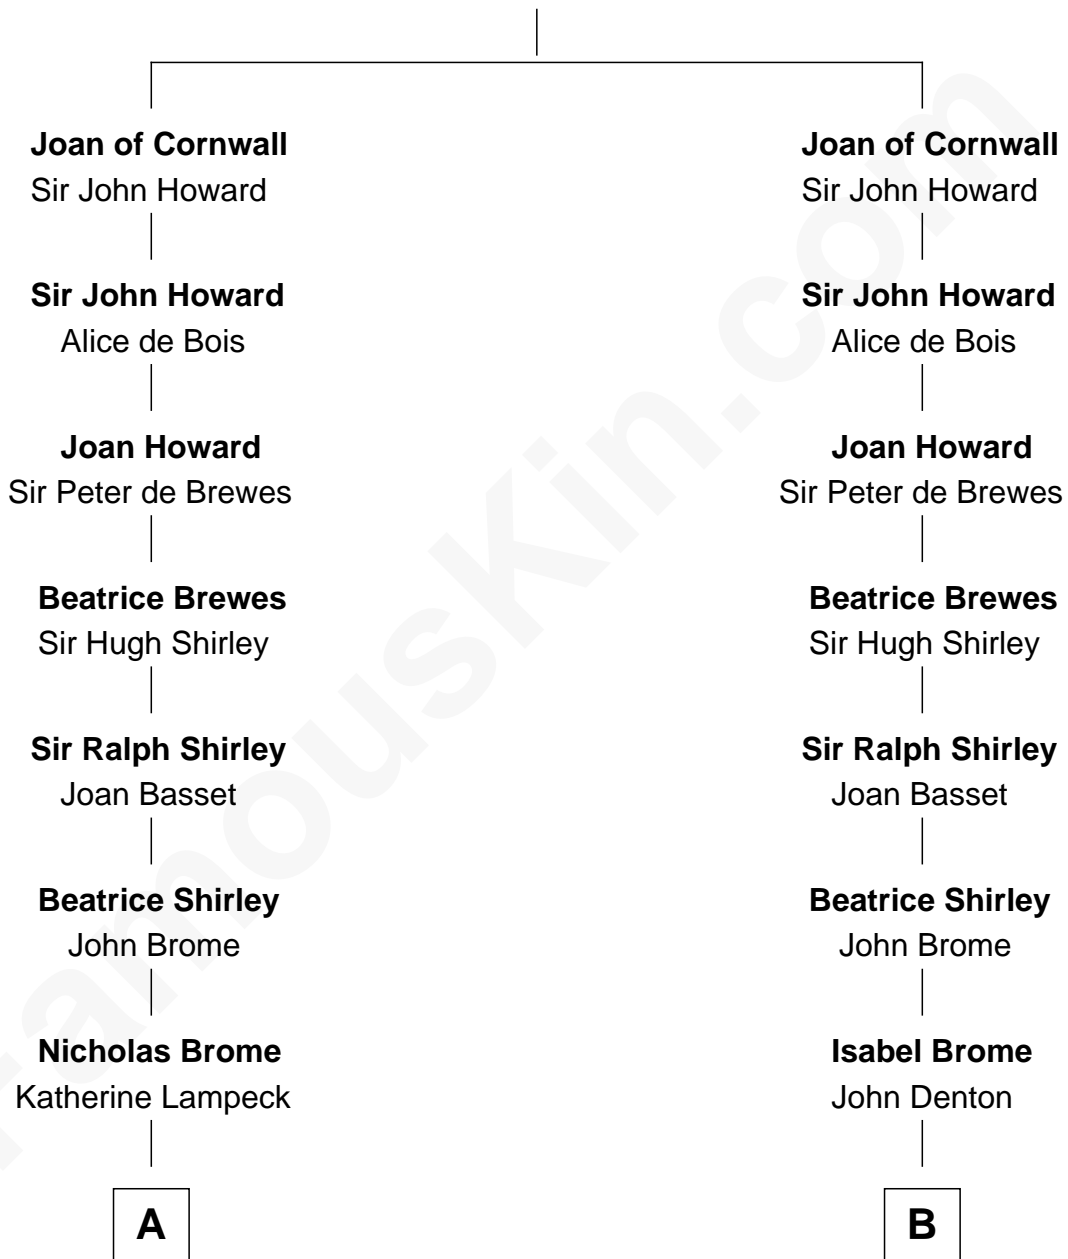 Joan of Cornwall
Sir John Howard
Sir John Howard
Alice de Bois
Joan Howard
Sir Peter de Brewes
Beatrice Brewes
Sir Hugh Shirley
Sir Ralph Shirley
Joan Basset
Beatrice Shirley
John Brome
Nicholas Brome
Katherine Lampeck
A
Joan of Cornwall
Sir John Howard
Sir John Howard
Alice de Bois
Joan Howard
Sir Peter de Brewes
Beatrice Brewes
Sir Hugh Shirley
Sir Ralph Shirley
Joan Basset
Beatrice Shirley
John Brome
Isabel Brome
John Denton
B
FamousKin.com